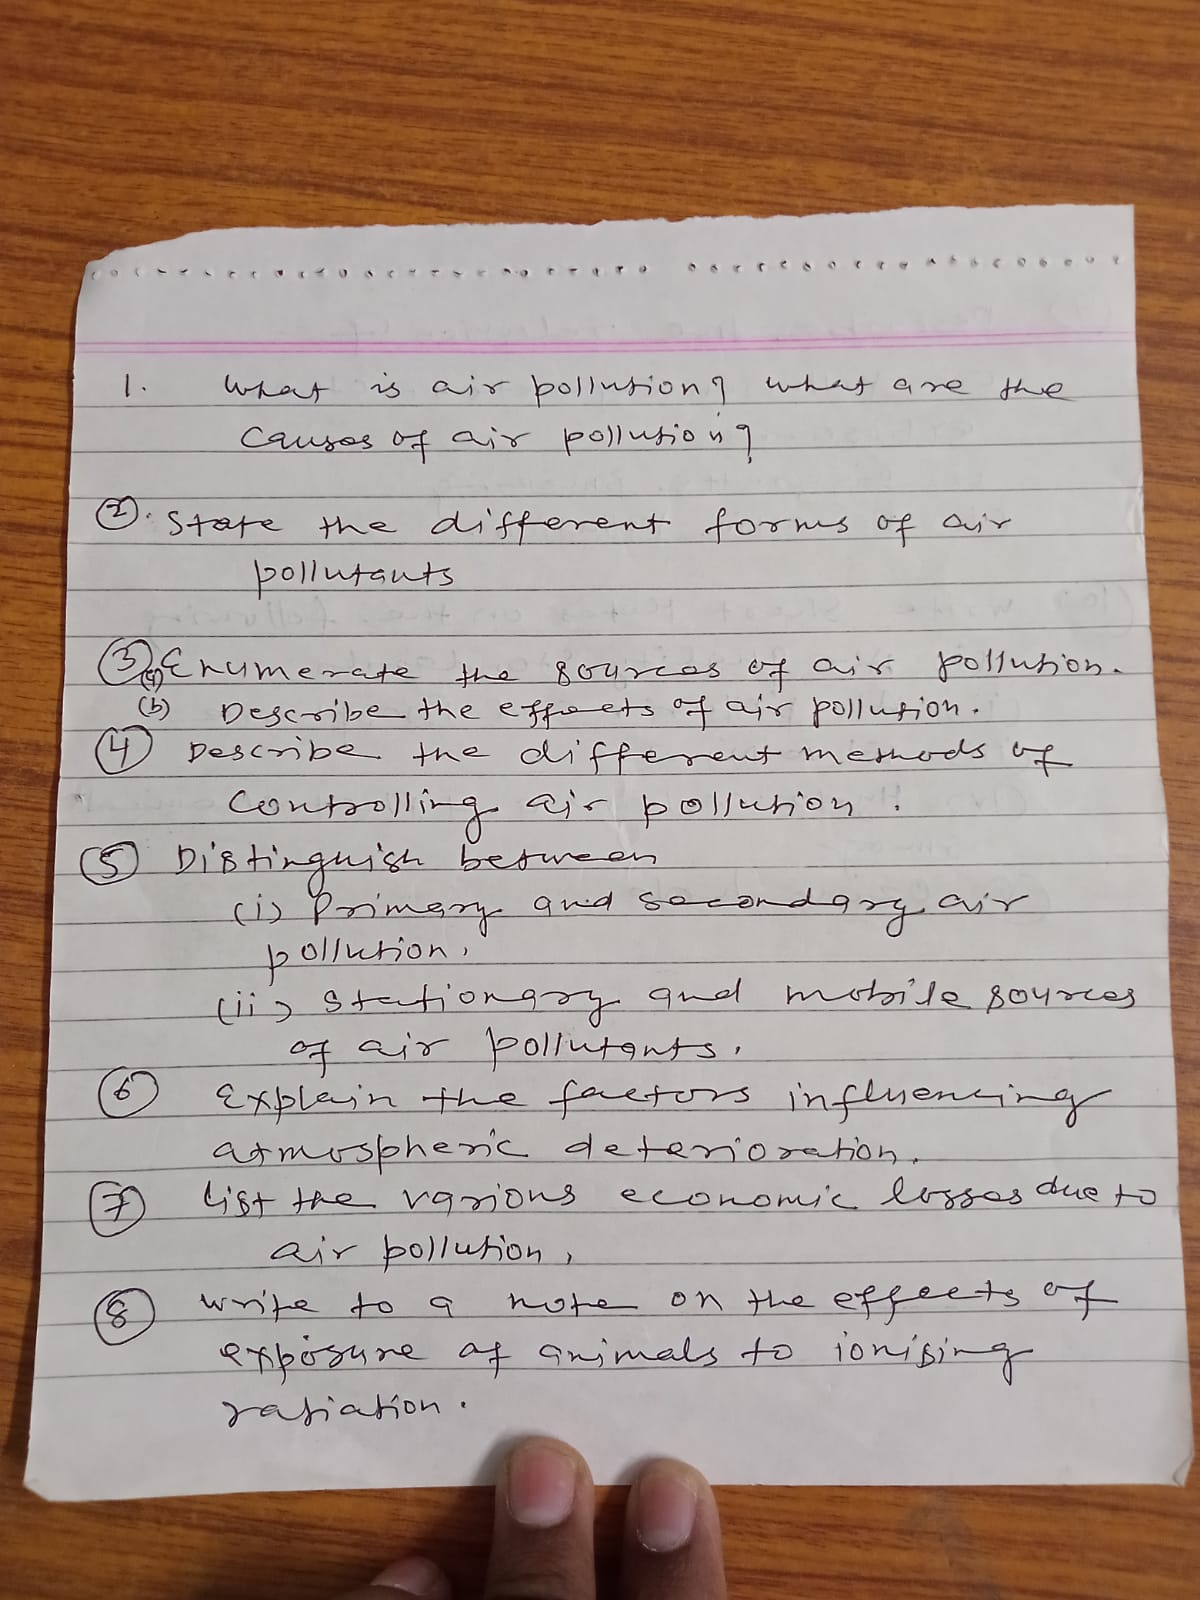 1. What is air pollution? What are the
causes of air pollution?
②. State the different forms of air
pollutants
③(a) Enumerate the sources of air pollution.
(b) Describe the effects of air pollution.
④ Describe the different methods of
controlling air pollution.
⑤ Distinguish between
(i) Primary and secondary air
pollution.
(ii) Stationary and mobile sources
of air pollutants.
⑥ Explain the factors influencing
atmospheric deterioration.
⑦ List the various economic losses due to
air pollution,
⑧ Write to a note on the effects of
exposure of animals to ionising
ratiation.